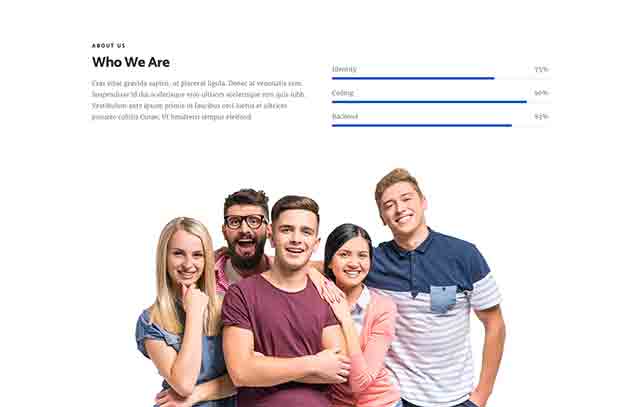 ABOUT US
Who We Are
Cras vitae gravida sapien, ut placerat ligula. Donec at venenatis sem.
Suspendisse id dui scelerisque eros ultrices scelerisque sem quis nibh.
Vestibulum ante ipsum primis in faucibus orci luctus et ultrices
posuere cubilia Curae. Ut hendrerit tempus eleifend.
Identity 75%
Coding 90%
Backend 83%